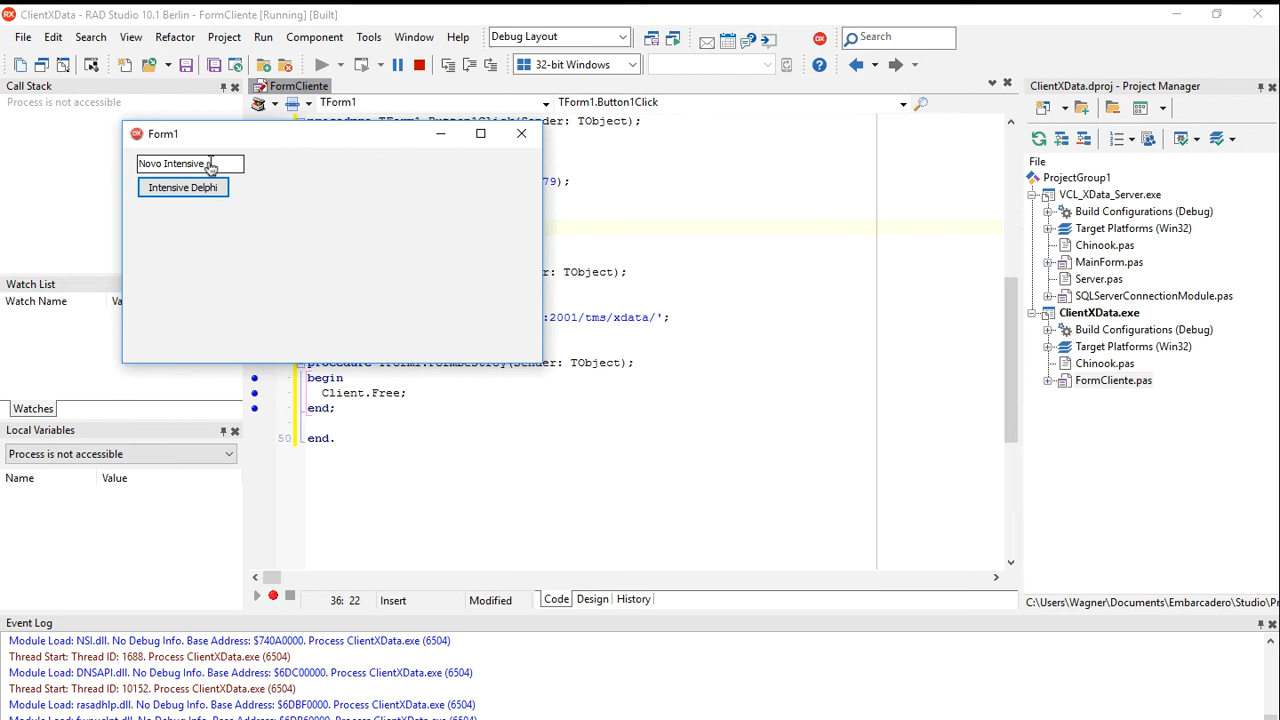 ClientXData - RAD Studio 10.1 Berlin - FormCliente [Running] [Built]
File Edit Search View Refactor Project Run Component Tools Window Help Debug Layout Search
32-bit Windows
Call Stack
Process is not accessible
FormCliente
TForm1 TForm1.Button1Click
TForm1.Button1Click(Sender: TObject);
Form1
Novo Intensive
Intensive Delphi
79);
t: TObject);
:2001/tms/xdata/';
Sender: TObject);
begin
Client.Free;
end;
50 end.
Watch List
Watch Name
Watches
Local Variables
Process is not accessible
Name Value
36: 22 Insert Modified Code Design History
ClientXData.dproj - Project Manager
File
ProjectGroup1
VCL_XData_Server.exe
Build Configurations (Debug)
Target Platforms (Win32)
Chinook.pas
MainForm.pas
Server.pas
SQLServerConnectionModule.pas
ClientXData.exe
Build Configurations (Debug)
Target Platforms (Win32)
Chinook.pas
FormCliente.pas
C:\Users\Wagner\Documents\Embarcadero\Studio\Pr
Event Log
Module Load: NSI.dll. No Debug Info. Base Address: $740A0000. Process ClientXData.exe (6504)
Thread Start: Thread ID: 1688. Process ClientXData.exe (6504)
Module Load: DNSAPI.dll. No Debug Info. Base Address: $6DC00000. Process ClientXData.exe (6504)
Thread Start: Thread ID: 10152. Process ClientXData.exe (6504)
Module Load: rasadhlp.dll. No Debug Info. Base Address: $6DBF0000. Process ClientXData.exe (6504)